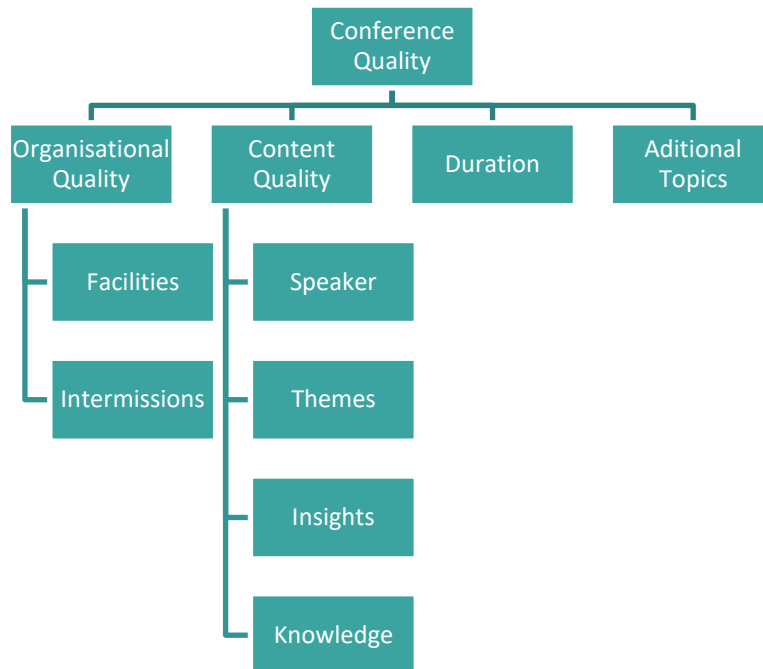 Conference
Quality
Organisational
Quality
Content
Quality
Duration
Aditional
Topics
Facilities
Speaker
Intermissions
Themes
Insights
Knowledge